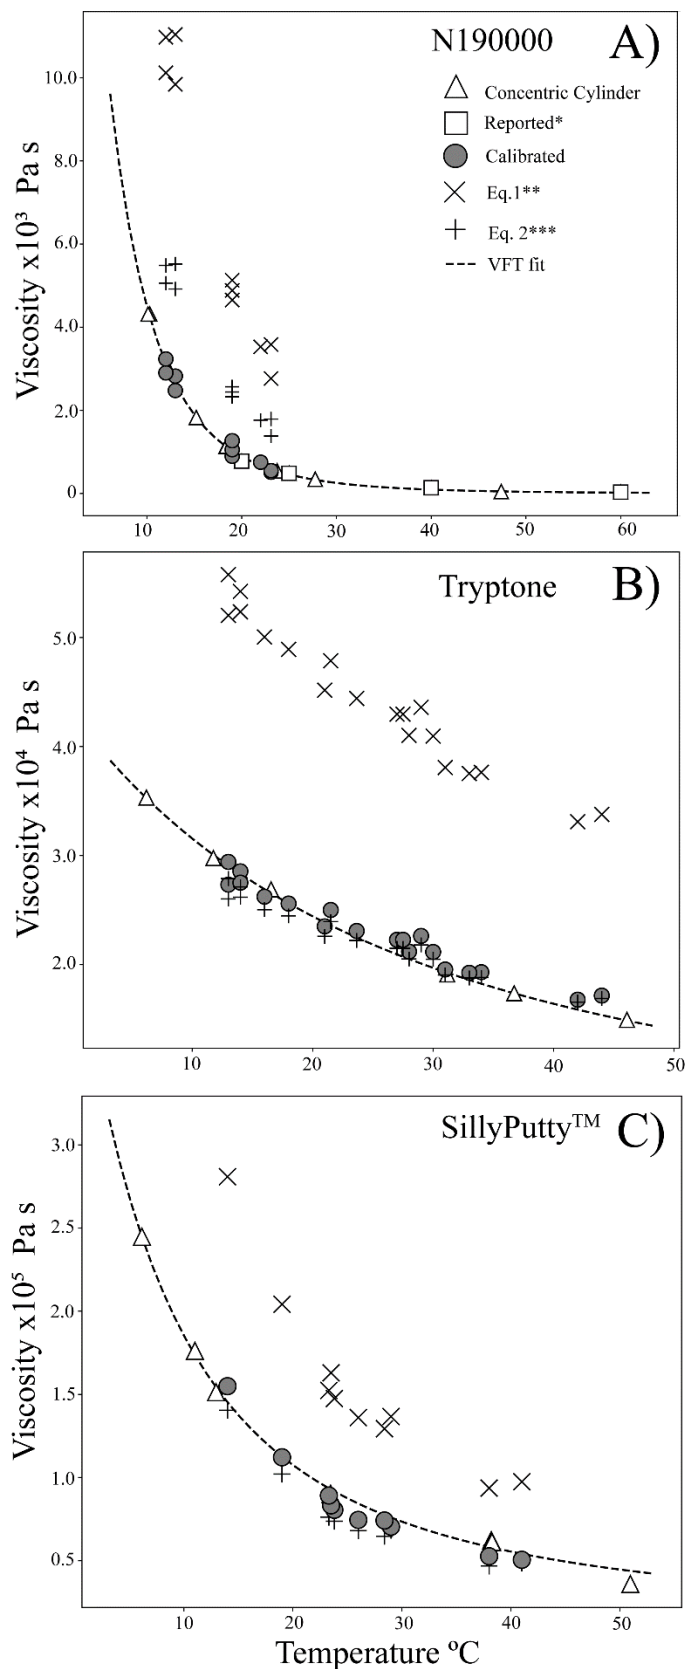 N190000 A)
Concentric Cylinder
Reported*
Calibrated
Eq.1**
Eq. 2***
VFT fit
Viscosity x10³ Pa s
10.0
8.0
6.0
4.0
2.0
0
10 20 30 40 50 60
Tryptone B)
Viscosity x10⁴ Pa s
5.0
4.0
3.0
2.0
10 20 30 40 50
SillyPutty™ C)
Viscosity x10⁵ Pa s
3.0
2.5
2.0
1.5
1.0
0.5
10 20 30 40 50
Temperature ºC